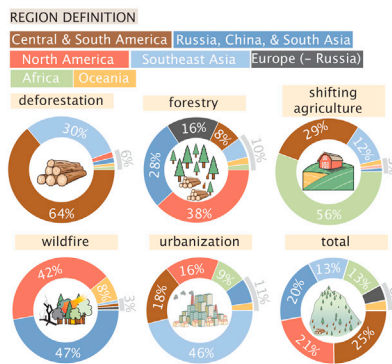 REGION DEFINITION
Central & South America Russia, China, & South Asia
North America Southeast Asia Europe (- Russia)
Africa Oceania
deforestation forestry shifting agriculture
30% 6% 64%
16% 8% 10% 28% 38%
29% 12% 56%
wildfire urbanization total
42% 8% 3% 47%
16% 9% 11% 18% 46%
13% 13% 20% 21% 25%